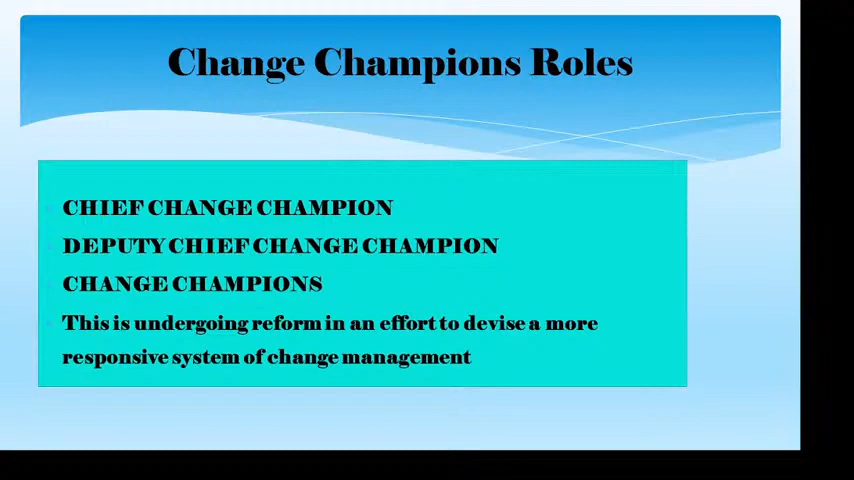 Change Champions Roles
CHIEF CHANGE CHAMPION
DEPUTY CHIEF CHANGE CHAMPION
CHANGE CHAMPIONS
This is undergoing reform in an effort to devise a more
responsive system of change management